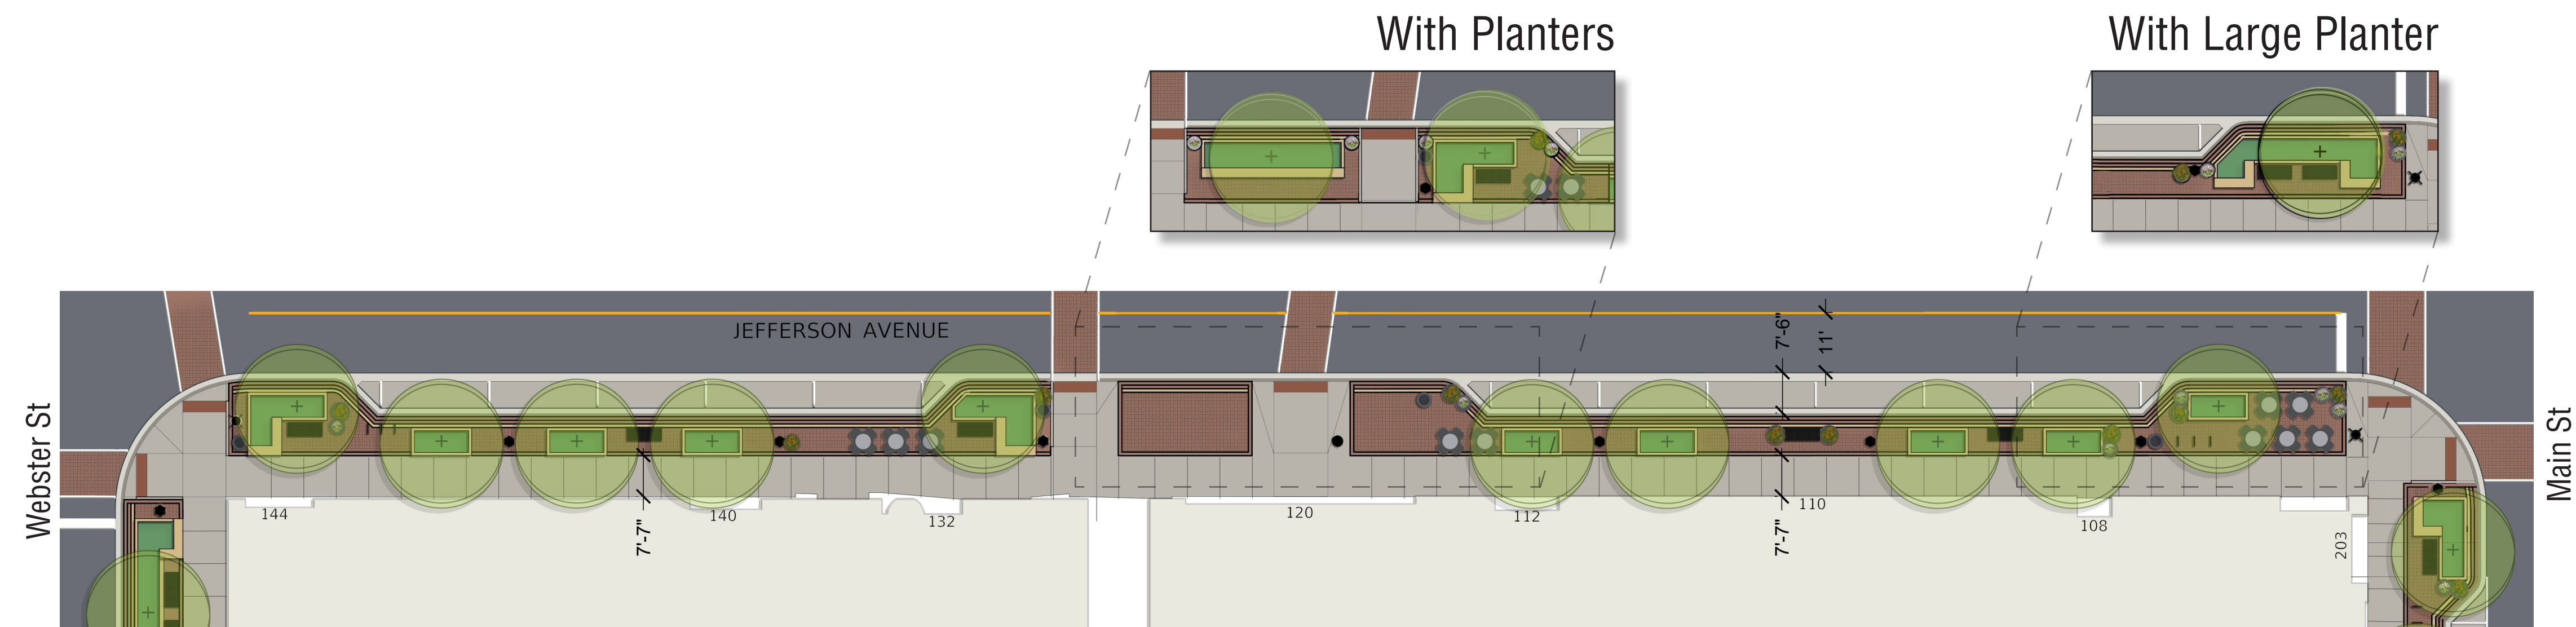 With Planters
With Large Planter
JEFFERSON AVENUE
7'-6"
11'
Webster St
Main St
144
140
132
120
112
110
108
203
7'-7"
7'-7"